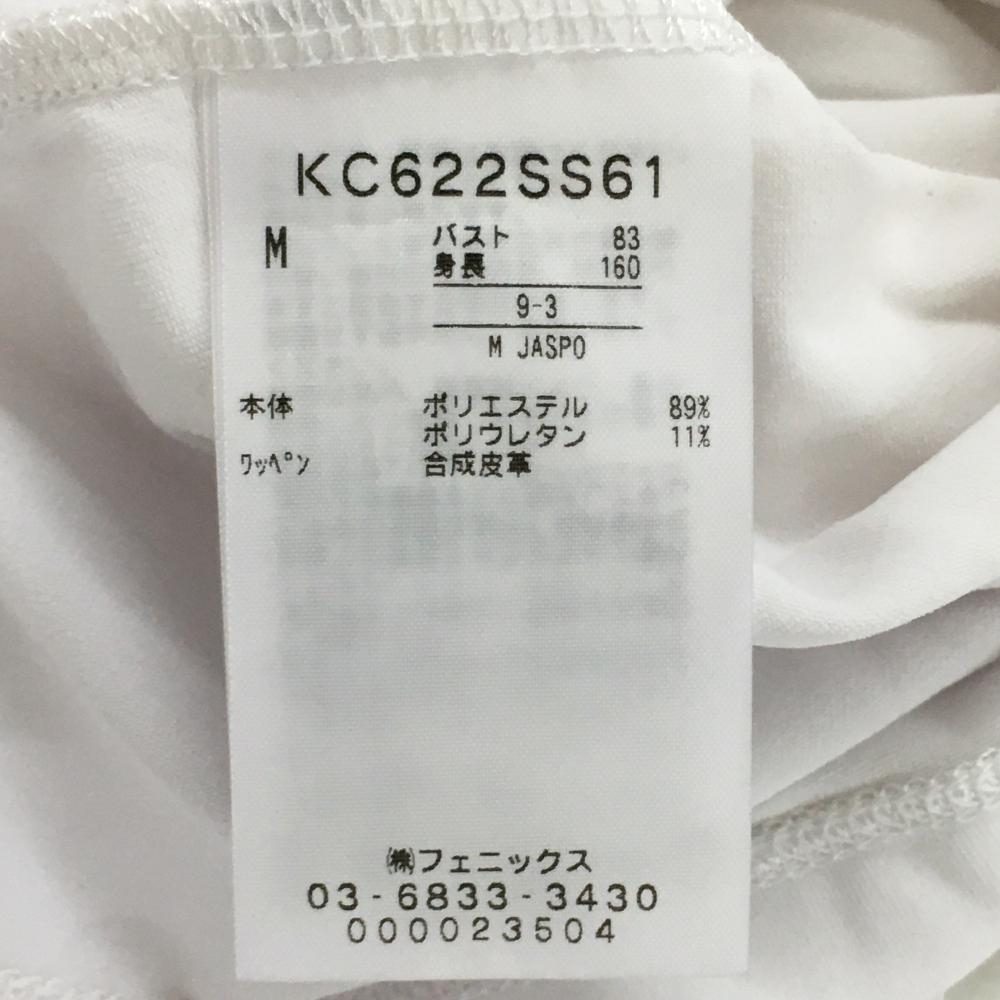 KC622SS61
M バスト 83
身長 160
9-3
M JASPO
本体 ポリエステル 89%
ポリウレタン 11%
ﾜｯﾍﾟﾝ 合成皮革
㈱フェニックス
03-6833-3430
000023504